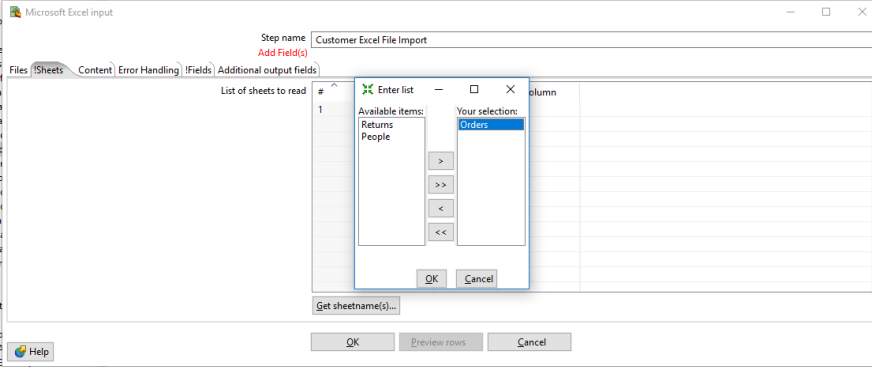 Microsoft Excel input
Step name Customer Excel File Import
Add Field(s)
Files !Sheets Content Error Handling !Fields Additional output fields
List of sheets to read # olumn
1
Enter list
Available items: Your selection:
Returns Orders
People
>
>>
<
<<
OK Cancel
Get sheetname(s)...
OK Preview rows Cancel
Help